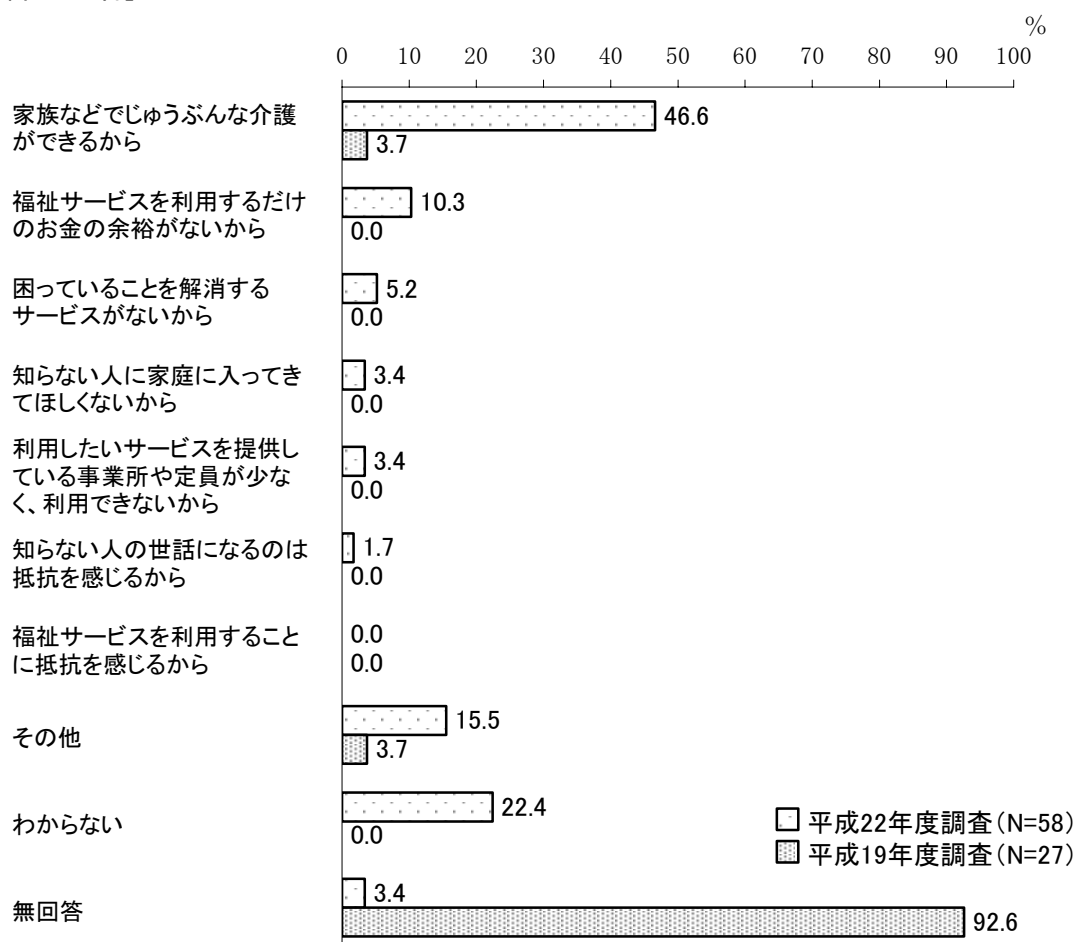 %
0 10 20 30 40 50 60 70 80 90 100
家族などでじゅうぶんな介護
ができるから
46.6
3.7
福祉サービスを利用するだけ
のお金の余裕がないから
10.3
0.0
困っていることを解消する
サービスがないから
5.2
0.0
知らない人に家庭に入ってき
てほしくないから
3.4
0.0
利用したいサービスを提供し
ている事業所や定員が少な
く、利用できないから
3.4
0.0
知らない人の世話になるのは
抵抗を感じるから
1.7
0.0
福祉サービスを利用すること
に抵抗を感じるから
0.0
0.0
その他
15.5
3.7
わからない
22.4
0.0
平成22年度調査（N=58）
平成19年度調査（N=27）
無回答
3.4
92.6